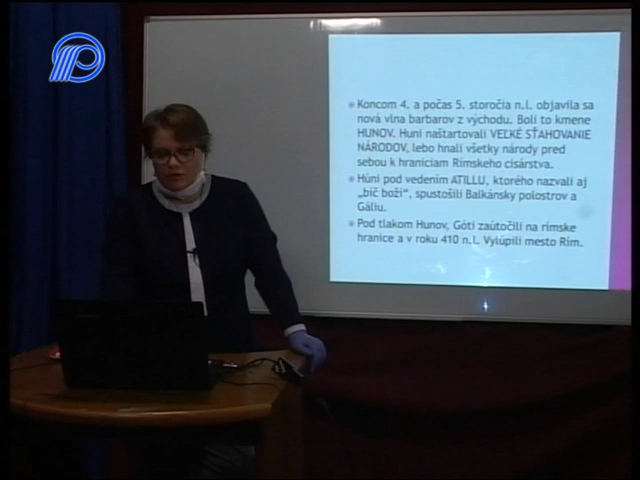 Koncom 4. a počas 5. storočia n.l. objavila sa
nová vlna barbarov z východu. Boli to kmene
HUNOV. Huni naštartovali VEĽKÉ SŤAHOVANIE
NÁRODOV, lebo hnali všetky národy pred
sebou k hraniciam Rímskeho cisárstva.
Húni pod vedením ATILLU, ktorého nazvali aj
„bič boží“, spustošili Balkánsky polostrov a
Gáliu.
Pod tlakom Hunov, Góti zaútočili na rímske
hranice a v roku 410 n.l. Vylúpili mesto Rím.